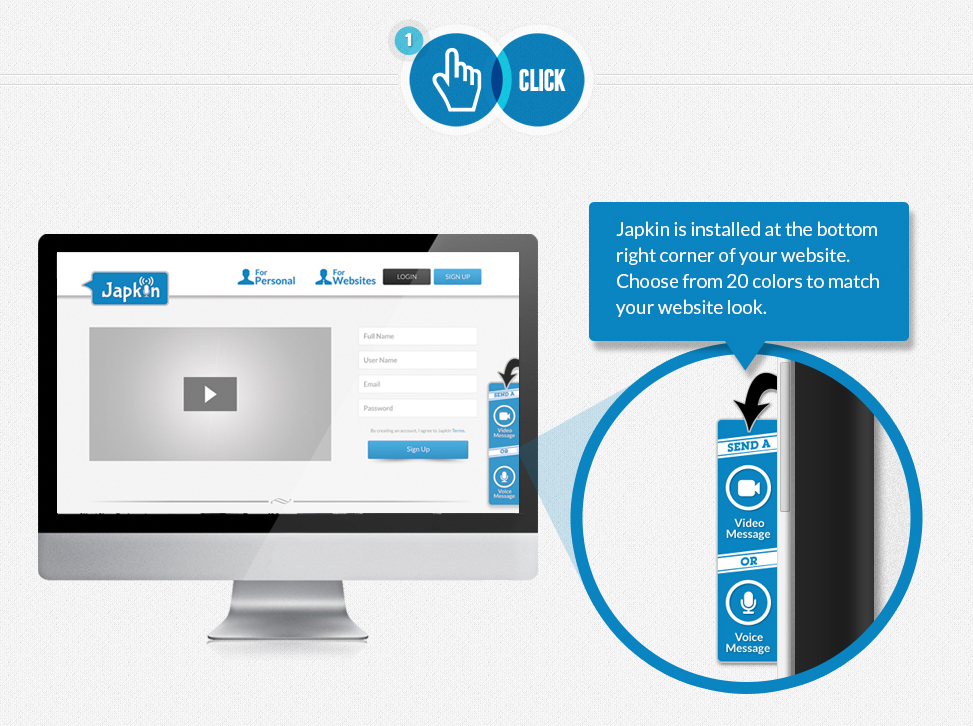 1
CLICK
Japkin is installed at the bottom
right corner of your website.
Choose from 20 colors to match
your website look.
Japkin
For
Personal
For
Websites
LOGIN
SIGN UP
Full Name
User Name
Email
Password
By creating an account, I agree to Japkin Terms.
Sign Up
SEND A
Video
Message
OR
Voice
Message
SEND A
Video
Message
OR
Voice
Message